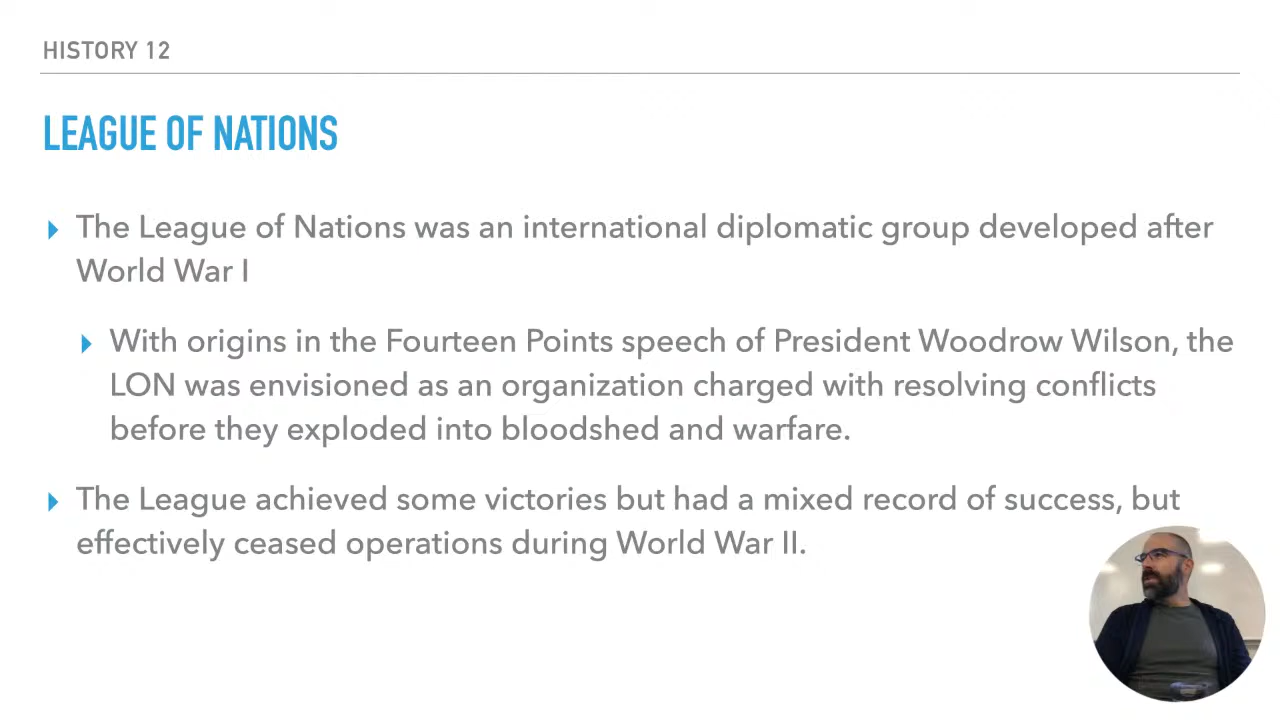 HISTORY 12
LEAGUE OF NATIONS
The League of Nations was an international diplomatic group developed after
World War I
With origins in the Fourteen Points speech of President Woodrow Wilson, the
LON was envisioned as an organization charged with resolving conflicts
before they exploded into bloodshed and warfare.
The League achieved some victories but had a mixed record of success, but
effectively ceased operations during World War II.